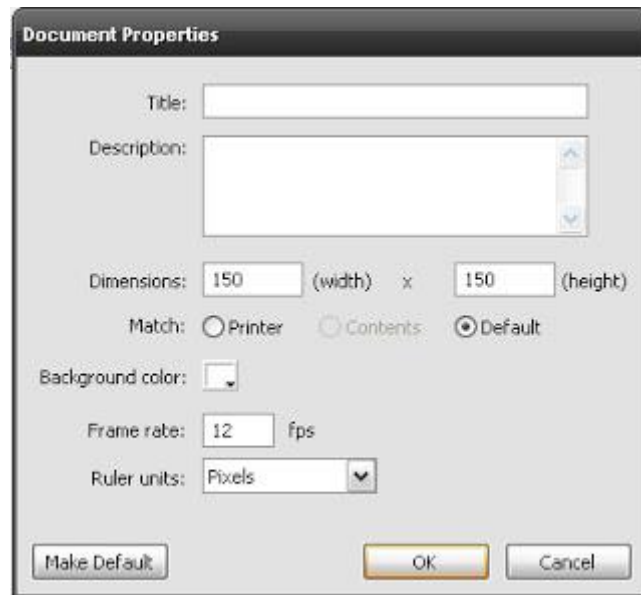 Document Properties
Title:
Description:
Dimensions: 150 (width) x 150 (height)
Match: Printer Contents Default
Background color:
Frame rate: 12 fps
Ruler units: Pixels
Make Default OK Cancel